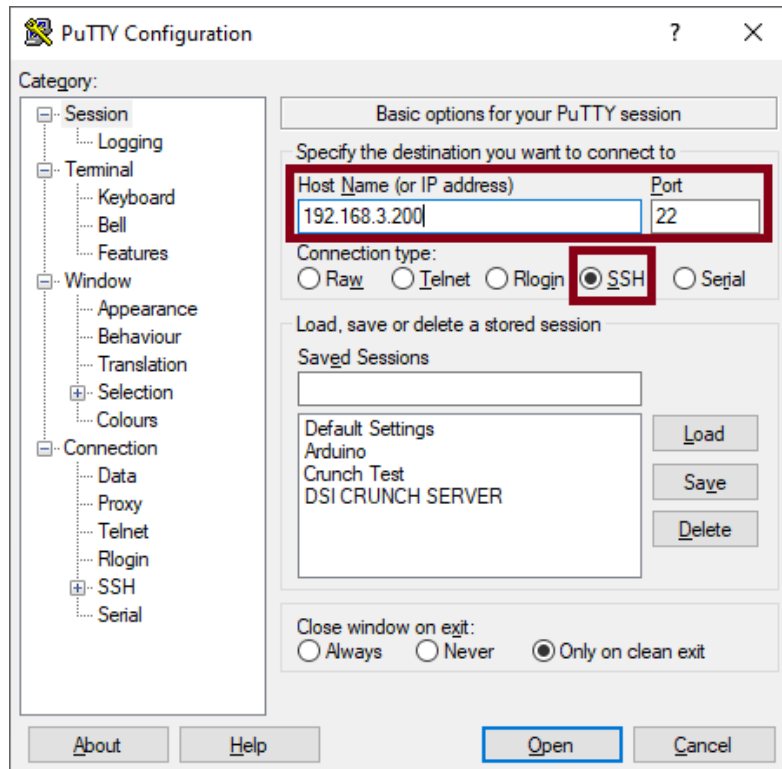 PuTTY Configuration ? X
Category:
Session
Logging
Terminal
Keyboard
Bell
Features
Window
Appearance
Behaviour
Translation
Selection
Colours
Connection
Data
Proxy
Telnet
Rlogin
SSH
Serial
Basic options for your PuTTY session
Specify the destination you want to connect to
Host Name (or IP address) Port
192.168.3.200 22
Connection type:
Raw Telnet Rlogin SSH Serial
Load, save or delete a stored session
Saved Sessions
Default Settings
Arduino
Crunch Test
DSI CRUNCH SERVER
Load
Save
Delete
Close window on exit:
Always Never Only on clean exit
About Help Open Cancel